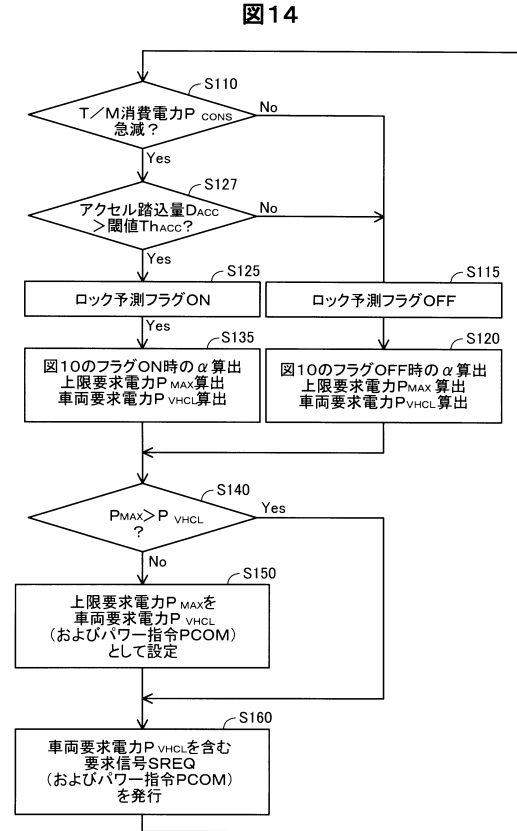 図14
S110
T/M消費電力P CONS
急減?
No
Yes
S127
アクセル踏込量DACC
>閾値ThACC?
No
Yes
S125
ロック予測フラグON
S115
ロック予測フラグOFF
Yes
S135
図10のフラグON時のα算出
上限要求電力P MAX算出
車両要求電力P VHCL算出
S120
図10のフラグOFF時のα算出
上限要求電力PMAX 算出
車両要求電力PVHCL算出
S140
PMAX>P VHCL
?
Yes
No
S150
上限要求電力P MAXを
車両要求電力P VHCL
(およびパワー指令PCOM)
として設定
S160
車両要求電力P VHCLを含む
要求信号SREQ
(およびパワー指令PCOM)
を発行